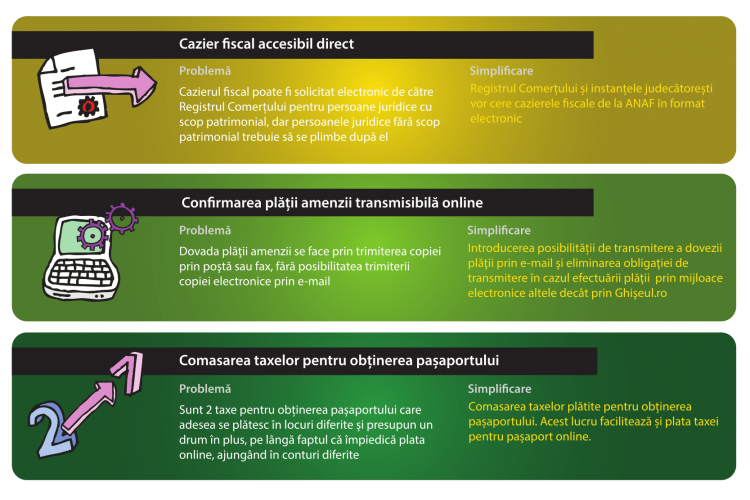 Cazier fiscal accesibil direct
Problemă
Cazierul fiscal poate fi solicitat electronic de către
Registrul Comerțului pentru persoane juridice cu
scop patrimonial, dar persoanele juridice fără scop
patrimonial trebuie să se plimbe după el
Simplificare
Registrul Comerțului și instanțele judecătorești
vor cere cazierele fiscale de la ANAF în format
electronic
Confirmarea plății amenzii transmisibilă online
Problemă
Dovada plății amenzii se face prin trimiterea copiei
prin poștă sau fax, fără posibilitatea trimiterii
copiei electronice prin e-mail
Simplificare
Introducerea posibilității de transmitere a dovezii
plății prin e-mail și eliminarea obligației de
transmitere în cazul efectuării plății prin mijloace
electronice altele decât prin Ghișeul.ro
2 1
Comasarea taxelor pentru obținerea pașaportului
Problemă
Sunt 2 taxe pentru obținerea pașaportului care
adesea se plătesc în locuri diferite și presupun un
drum în plus, pe lângă faptul că împiedică plata
online, ajungând în conturi diferite
Simplificare
Comasarea taxelor plătite pentru obținerea
pașaportului. Acest lucru facilitează și plata taxei
pentru pașaport online.